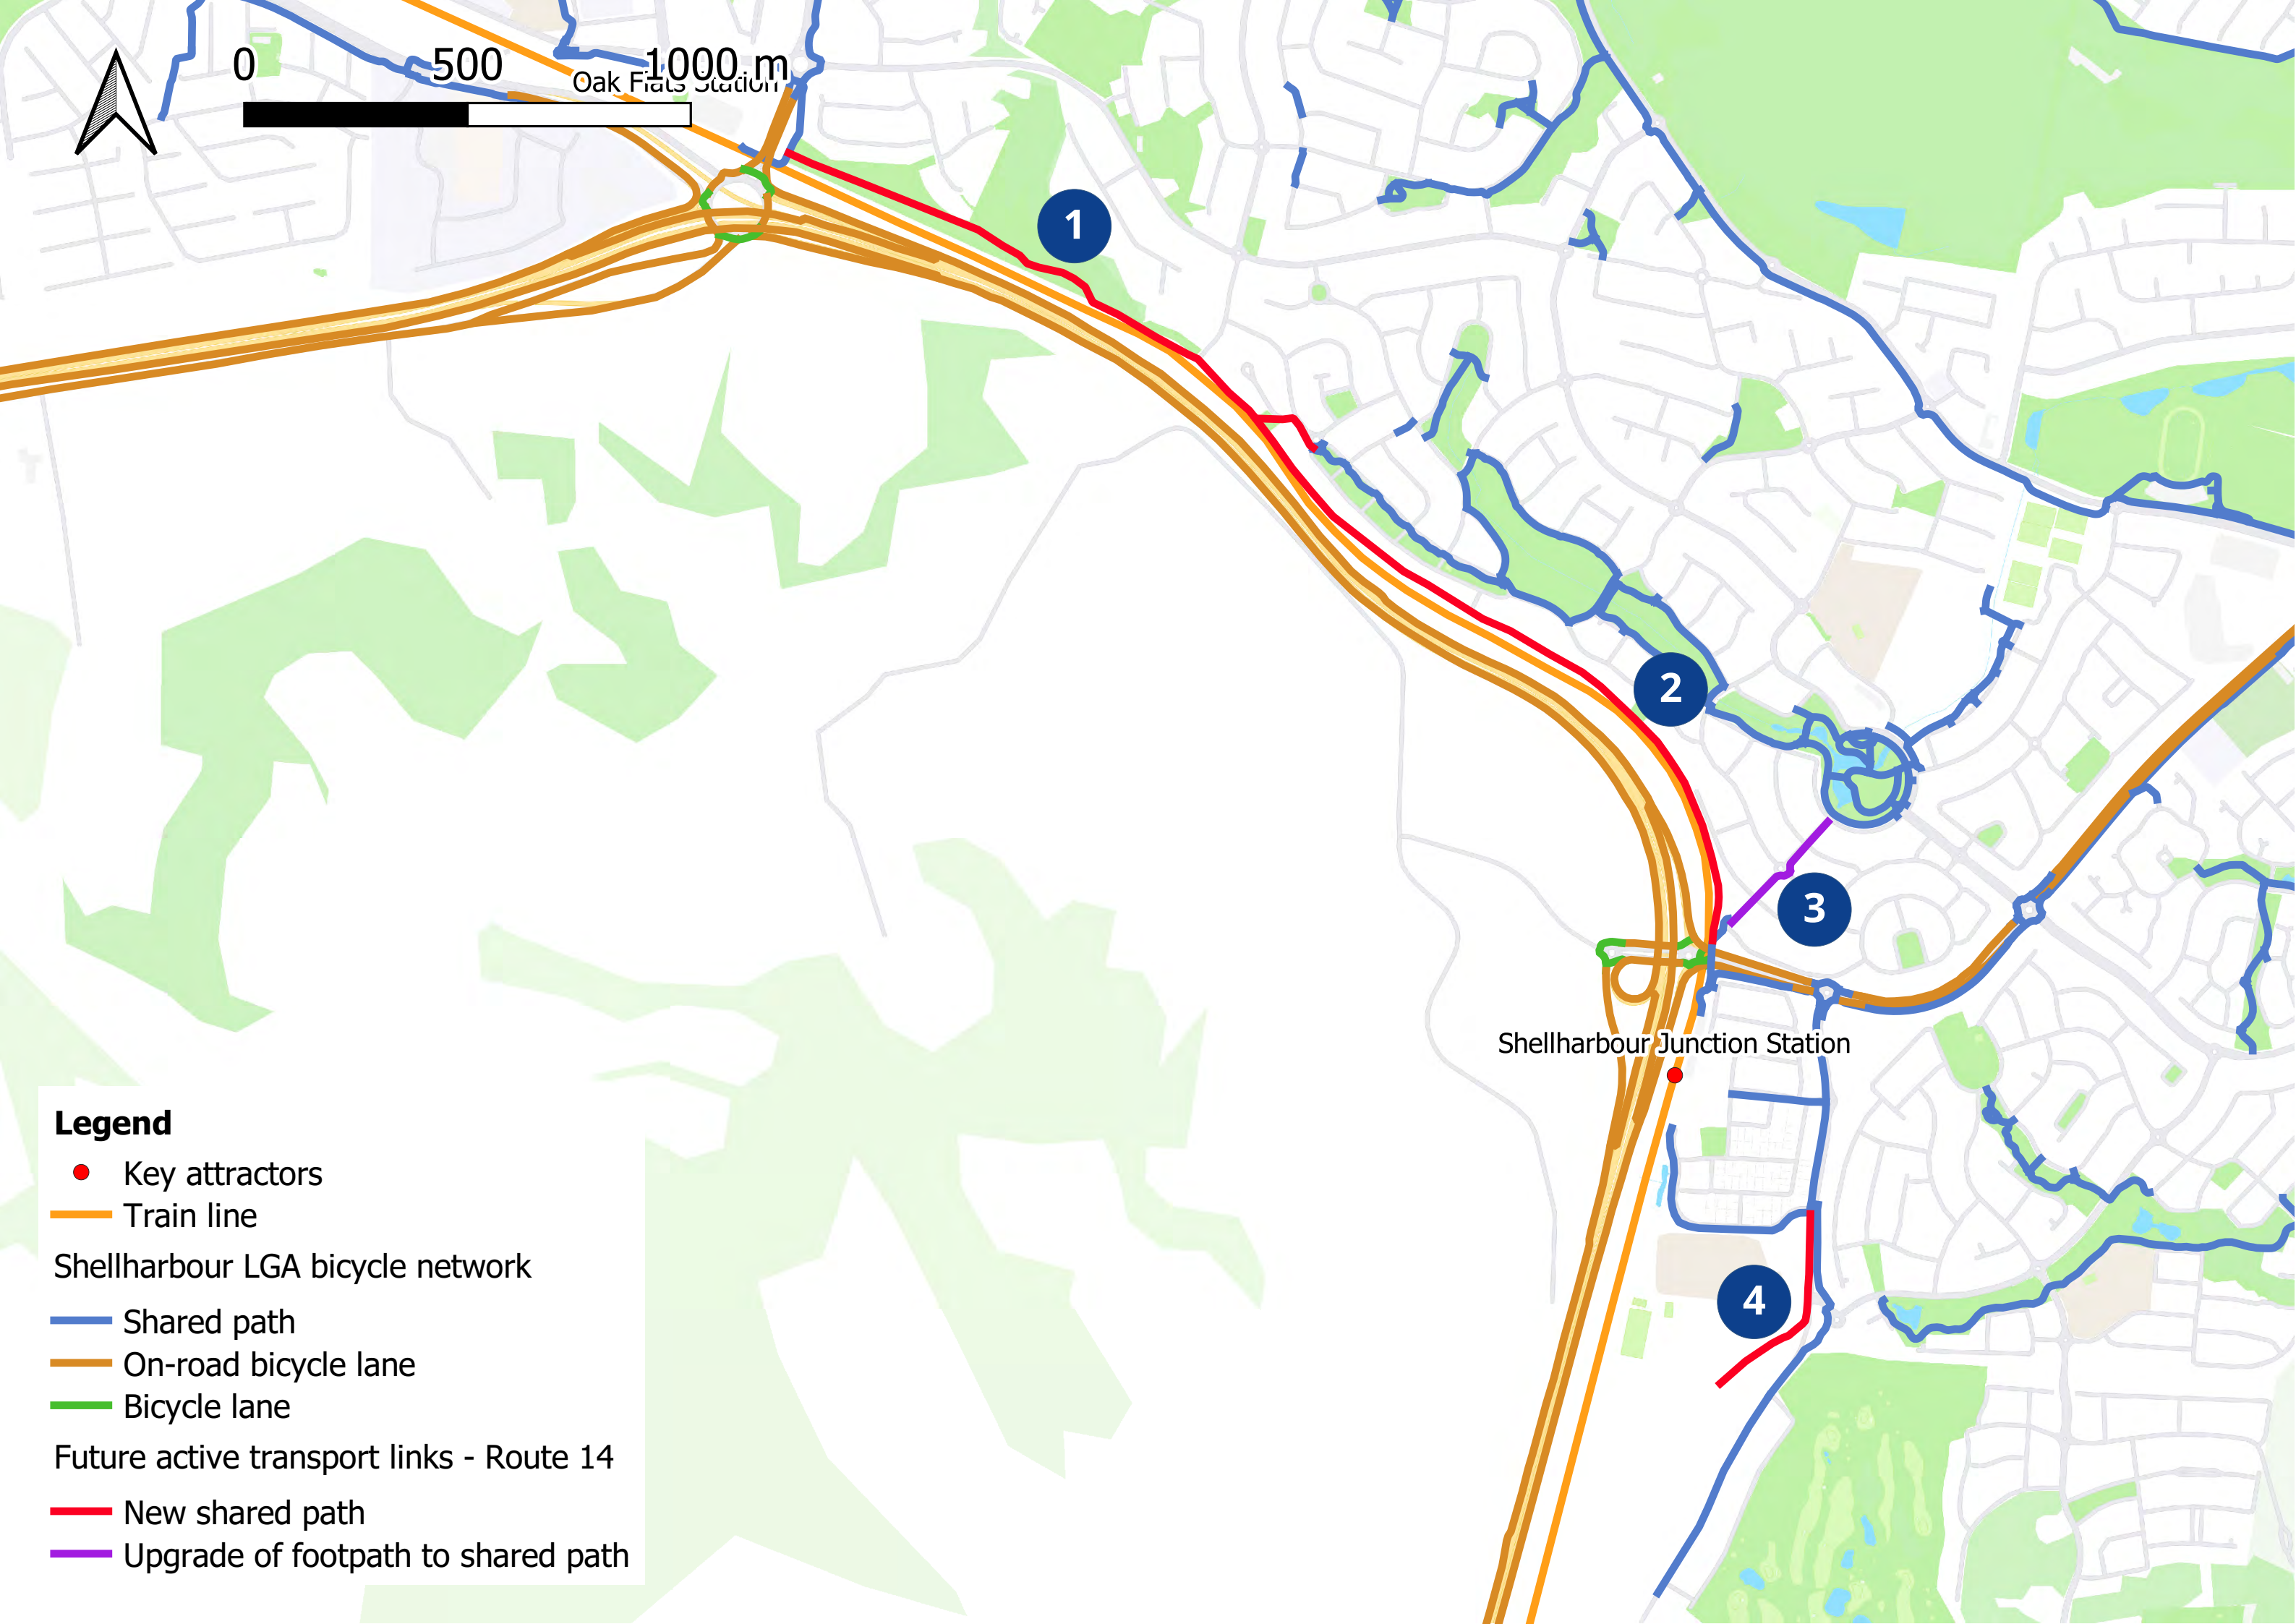 0 500 1000 m
Oak Flats Station
1
2
3
4
Shellharbour Junction Station
Legend
Key attractors
Train line
Shellharbour LGA bicycle network
Shared path
On-road bicycle lane
Bicycle lane
Future active transport links - Route 14
New shared path
Upgrade of footpath to shared path